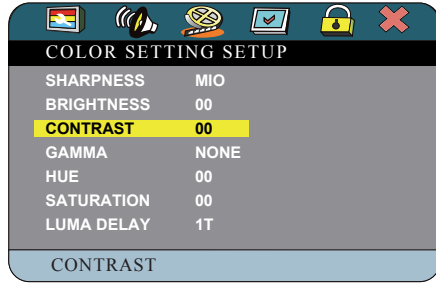 COLOR SETTING SETUP
SHARPNESS MIO
BRIGHTNESS 00
CONTRAST 00
GAMMA NONE
HUE 00
SATURATION 00
LUMA DELAY 1T
CONTRAST